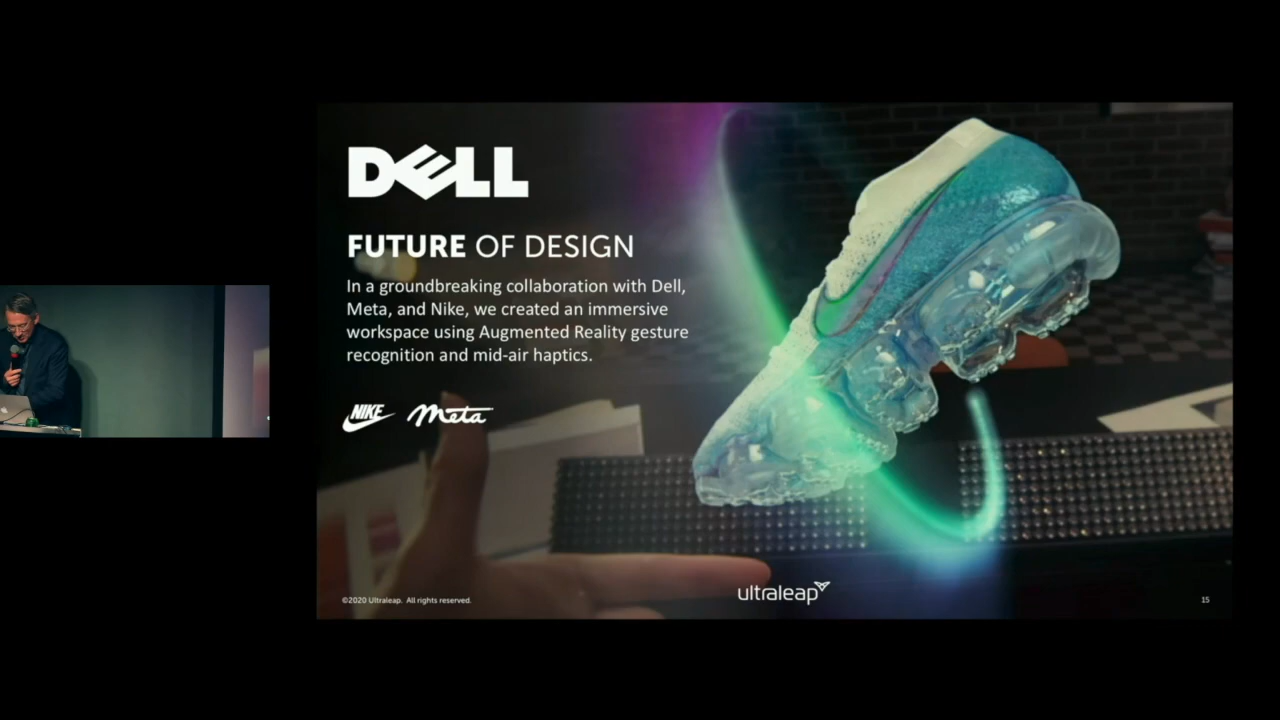 DELL
FUTURE OF DESIGN
In a groundbreaking collaboration with Dell,
Meta, and Nike, we created an immersive
workspace using Augmented Reality gesture
recognition and mid-air haptics.
NIKE Meta
©2020 Ultraleap. All rights reserved.
ultraleap
15